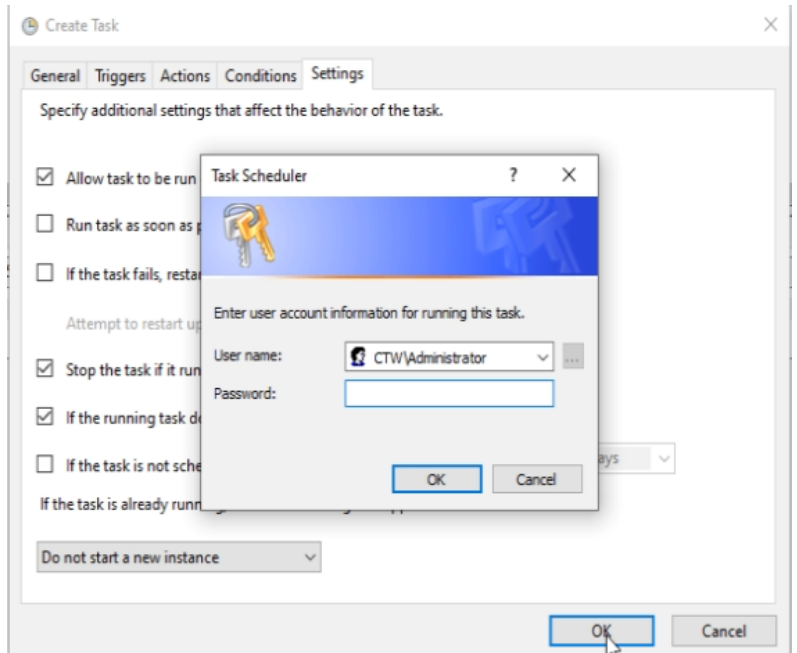 Create Task
General Triggers Actions Conditions Settings
Specify additional settings that affect the behavior of the task.
Allow task to be run
Run task as soon as
If the task fails, restar
Attempt to restart up
Stop the task if it run
If the running task do
If the task is not sche
ays
If the task is already runn
Do not start a new instance
OK Cancel
Task Scheduler ?
Enter user account information for running this task.
User name: CTW\Administrator ...
Password:
OK Cancel